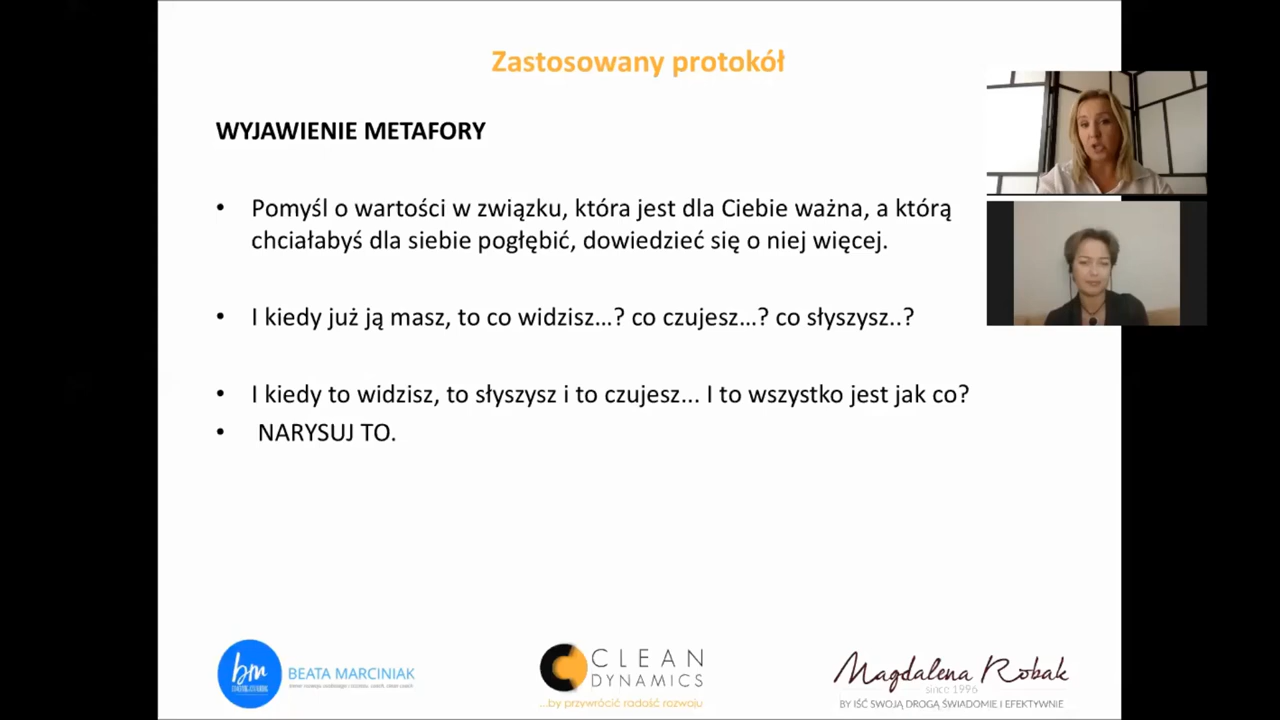 Zastosowany protokół
WYJAWIENIE METAFORY
• Pomyśl o wartości w związku, która jest dla Ciebie ważna, a którą
chciałabyś dla siebie pogłębić, dowiedzieć się o niej więcej.
• I kiedy już ją masz, to co widzisz...? co czujesz...? co słyszysz..?
• I kiedy to widzisz, to słyszysz i to czujesz... I to wszystko jest jak co?
• NARYSUJ TO.
bm
BEATA MARCINIAK
CLEAN
DYNAMICS
...by przywrócić radość rozwoju
Magdalena Robak
since 1996
BY IŚĆ SWOJĄ DROGĄ ŚWIADOMIE I EFEKTYWNIE